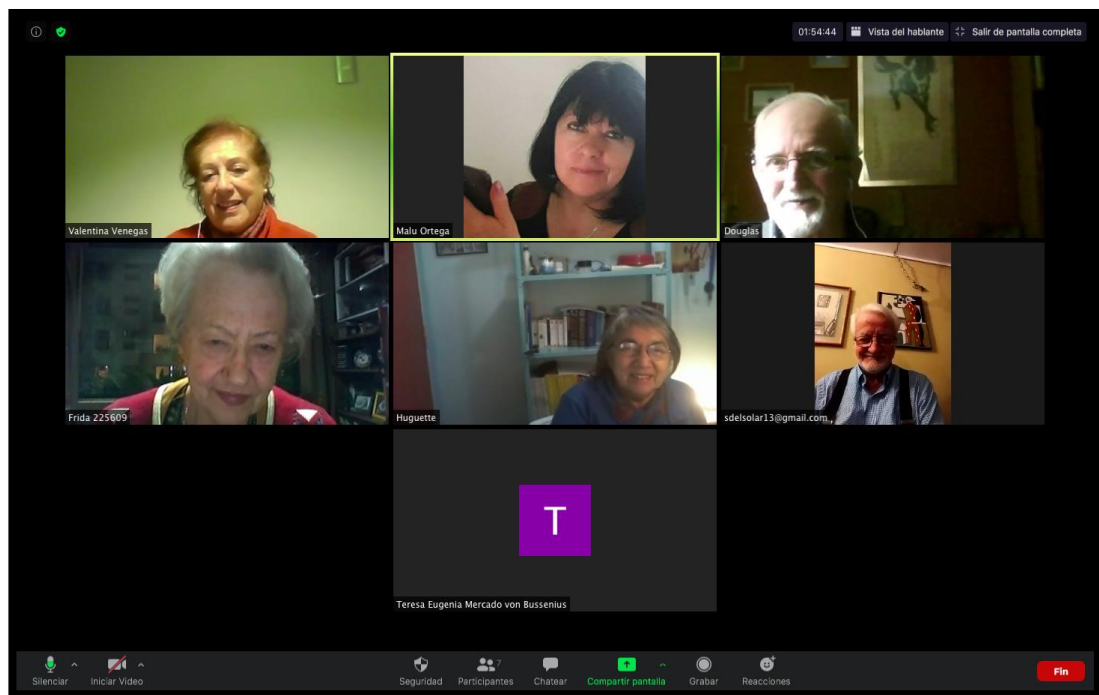 01:54:44 Vista del hablante Salir de pantalla completa
Valentina Venegas
Malu Ortega
Douglas
Frida 225609
Huguette
sdelsolar13@gmail.com
T
Teresa Eugenia Mercado von Bussenius
Silenciar
Iniciar Video
Seguridad
Participantes 7
Chatear
Compartir pantalla
Grabar
Reacciones
Fin